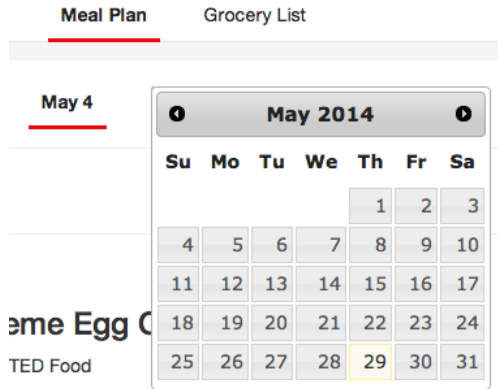 Meal Plan Grocery List
May 4
May 2014
Su Mo Tu We Th Fr Sa
1 2 3
4 5 6 7 8 9 10
11 12 13 14 15 16 17
18 19 20 21 22 23 24
25 26 27 28 29 30 31
eme Egg C
TED Food